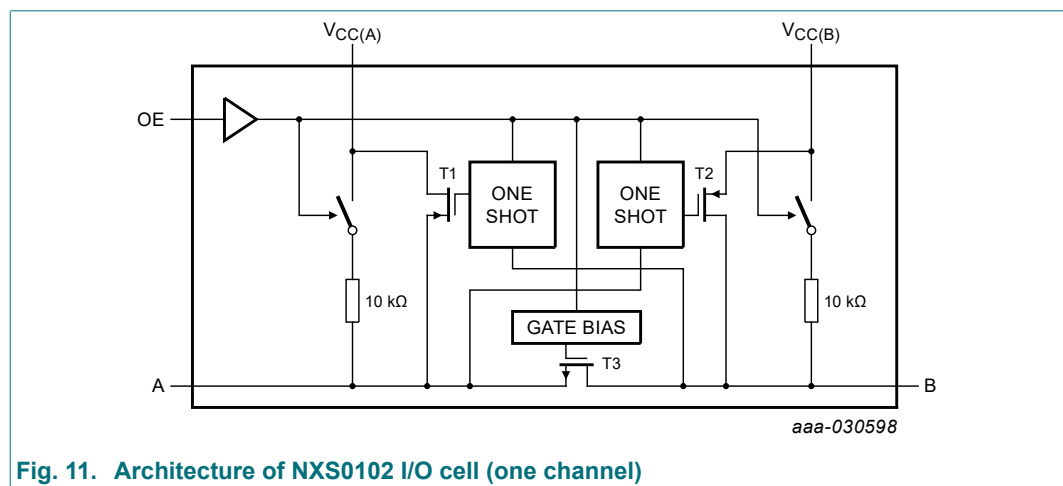 VCC(A)
VCC(B)
OE
T1
ONE
SHOT
ONE
SHOT
T2
10 kΩ
10 kΩ
GATE BIAS
T3
A
B
aaa-030598
Fig. 11. Architecture of NXS0102 I/O cell (one channel)